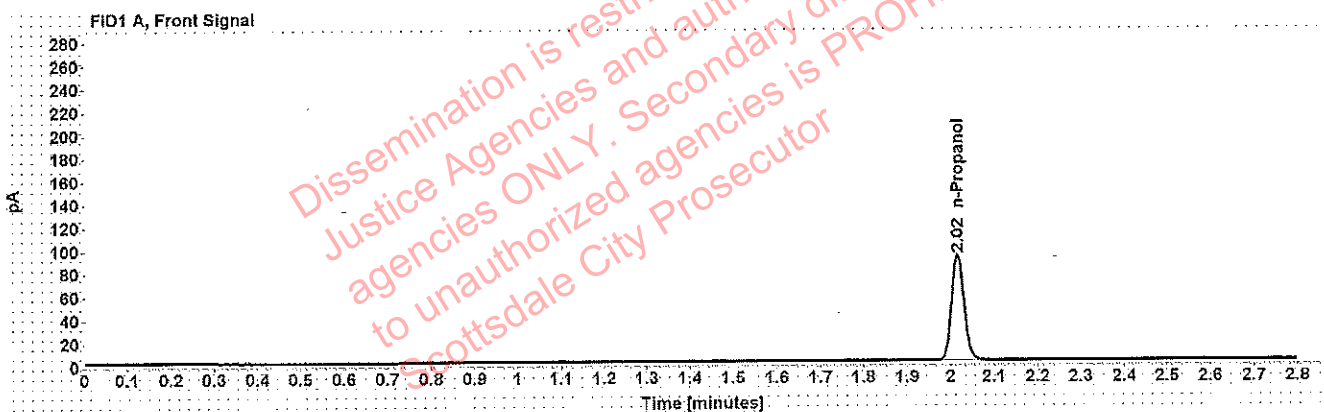 FID1 A, Front Signal
280
260
240
220
200
180
160
140
120
100
80
60
40
20
0
pA
2.02 n-Propanol
0 0.1 0.2 0.3 0.4 0.5 0.6 0.7 0.8 0.9 1 1.1 1.2 1.3 1.4 1.5 1.6 1.7 1.8 1.9 2 2.1 2.2 2.3 2.4 2.5 2.6 2.7 2.8
Time [minutes]
Dissemination is
Justice Agencies and
agencies ONLY. Secondary
to unauthorized agencies is
Scottsdale City Prosecutor